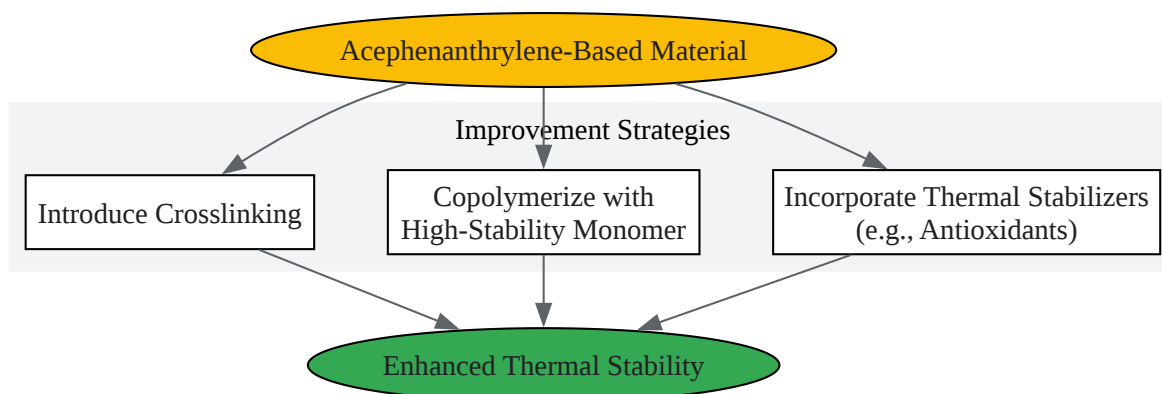 Acephenanthrylene-Based Material
Improvement Strategies
Introduce Crosslinking
Copolymerize with
High-Stability Monomer
Incorporate Thermal Stabilizers
(e.g., Antioxidants)
Enhanced Thermal Stability